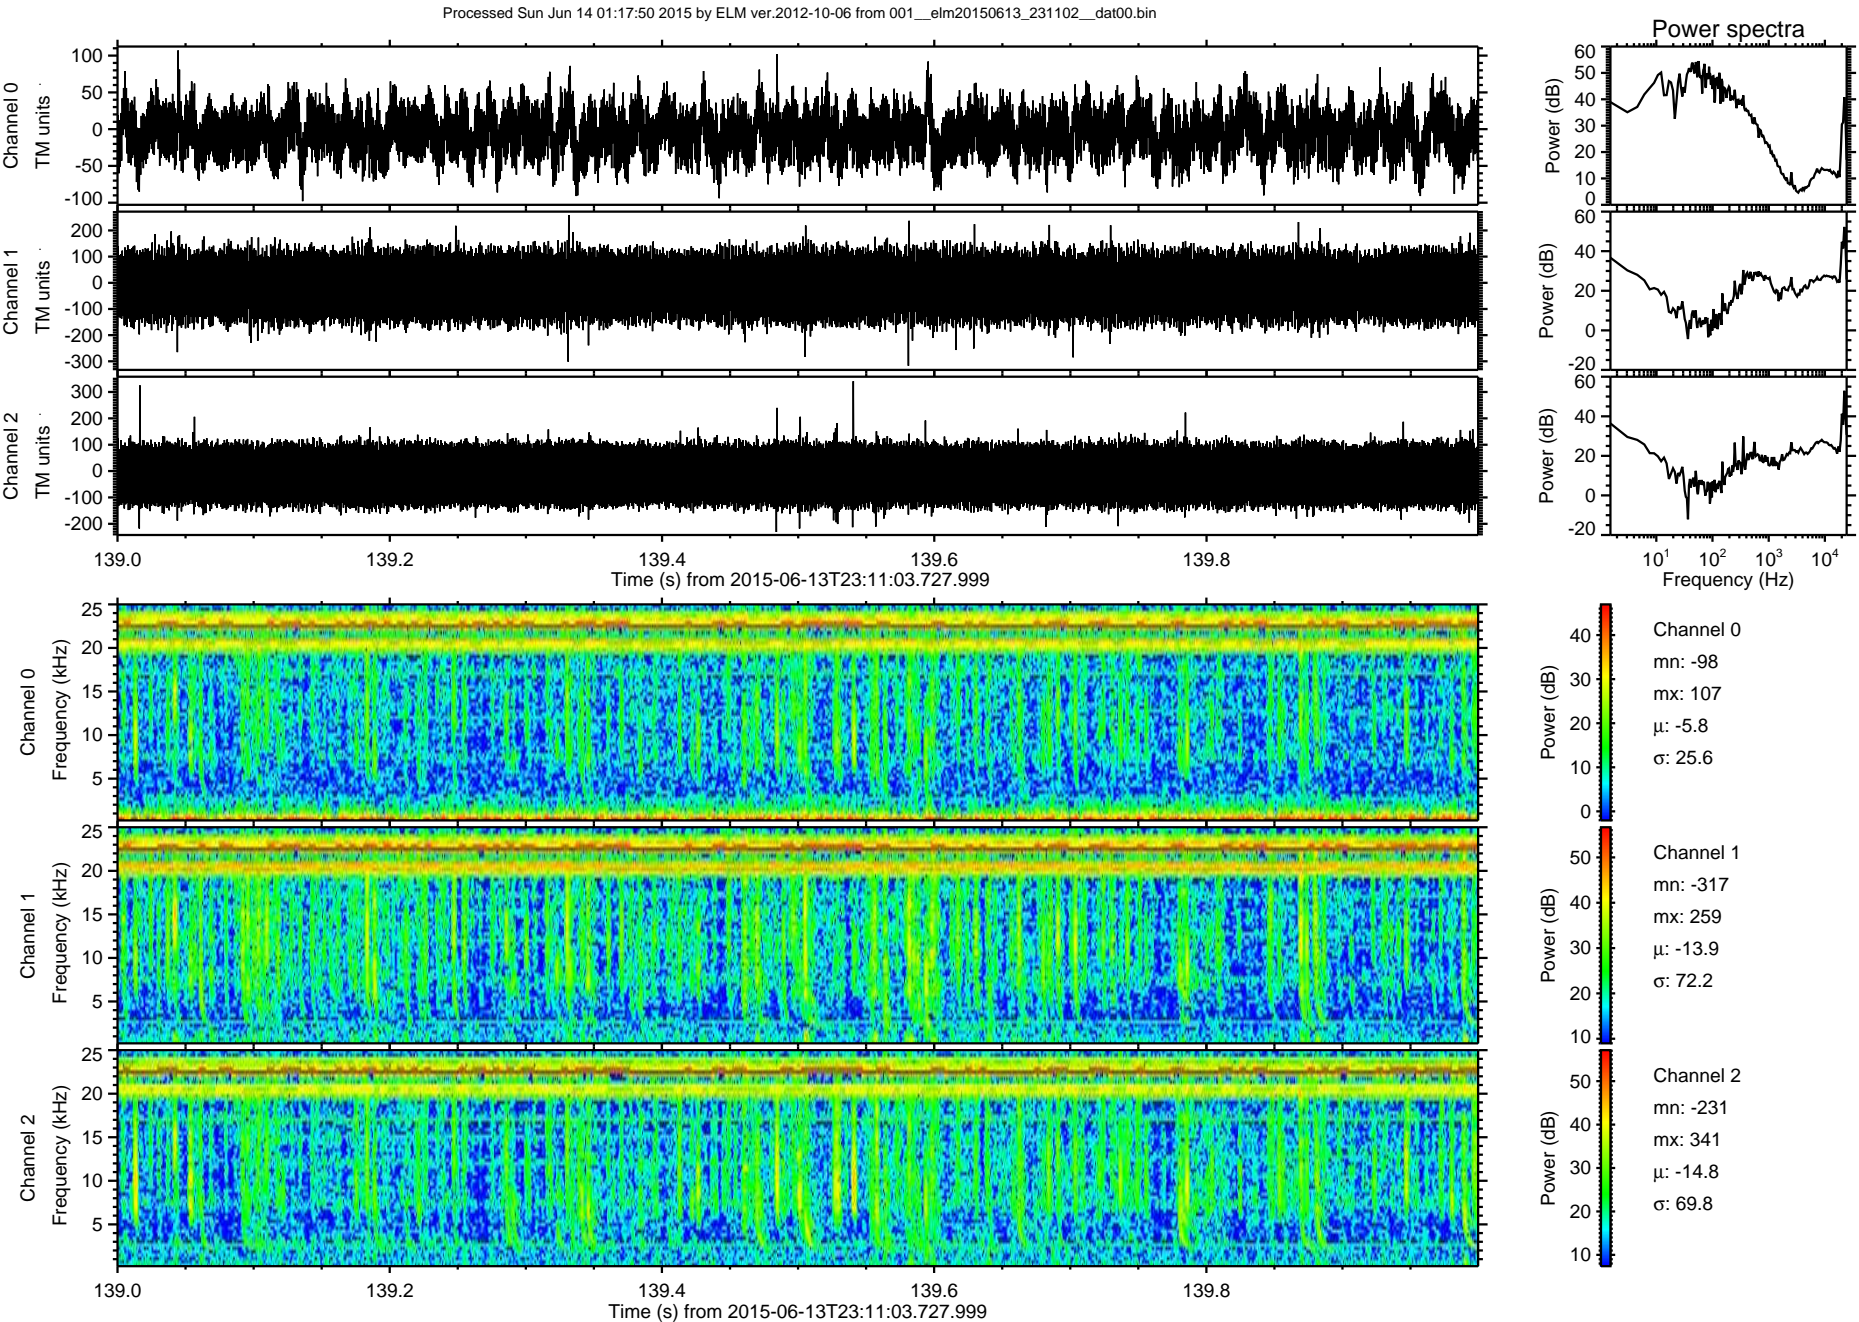 Processed Sun Jun 14 01:17:50 2015 by ELM ver.2012-10-06 from 001__elm20150613_231102__dat00.bin
Power spectra
Channel 0
TM units
100
50
0
-50
-100
Power (dB)
60
50
40
30
20
10
0
Channel 1
TM units
200
100
0
-100
-200
-300
Power (dB)
60
40
20
0
-20
Channel 2
TM units
300
200
100
0
-100
-200
Power (dB)
60
40
20
0
-20
139.0 139.2 139.4 139.6 139.8
Time (s) from 2015-06-13T23:11:03.727.999
10¹ 10² 10³ 10⁴
Frequency (Hz)
Channel 0
Frequency (kHz)
25
20
15
10
5
Power (dB)
40
30
20
10
0
Channel 0
mn: -98
mx: 107
μ: -5.8
σ: 25.6
Channel 1
Frequency (kHz)
25
20
15
10
5
Power (dB)
50
40
30
20
10
Channel 1
mn: -317
mx: 259
μ: -13.9
σ: 72.2
Channel 2
Frequency (kHz)
25
20
15
10
5
Power (dB)
50
40
30
20
10
Channel 2
mn: -231
mx: 341
μ: -14.8
σ: 69.8
139.0 139.2 139.4 139.6 139.8
Time (s) from 2015-06-13T23:11:03.727.999